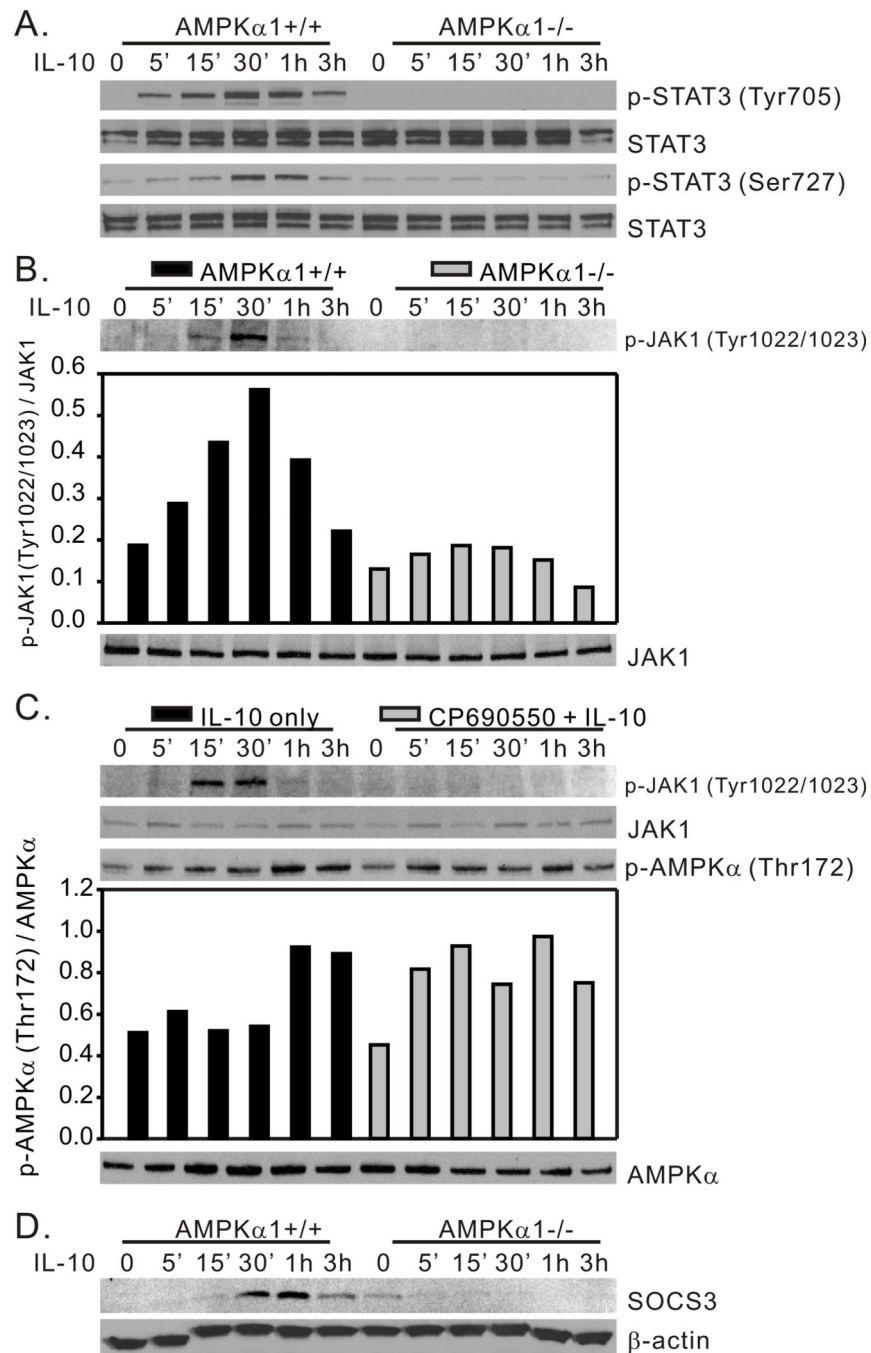 A.
AMPKα1+/+ AMPKα1-/-
IL-10 0 5’ 15’ 30’ 1h 3h 0 5’ 15’ 30’ 1h 3h
p-STAT3 (Tyr705)
STAT3
p-STAT3 (Ser727)
STAT3
B.
AMPKα1+/+ AMPKα1-/-
IL-10 0 5’ 15’ 30’ 1h 3h 0 5’ 15’ 30’ 1h 3h
p-JAK1 (Tyr1022/1023)
p-JAK1(Tyr1022/1023) / JAK1
0.6
0.5
0.4
0.3
0.2
0.1
0.0
JAK1
C.
IL-10 only CP690550 + IL-10
0 5’ 15’ 30’ 1h 3h 0 5’ 15’ 30’ 1h 3h
p-JAK1 (Tyr1022/1023)
JAK1
p-AMPKα (Thr172)
p-AMPKα (Thr172) / AMPKα
1.2
1.0
0.8
0.6
0.4
0.2
0.0
AMPKα
D.
AMPKα1+/+ AMPKα1-/-
IL-10 0 5’ 15’ 30’ 1h 3h 0 5’ 15’ 30’ 1h 3h
SOCS3
β-actin